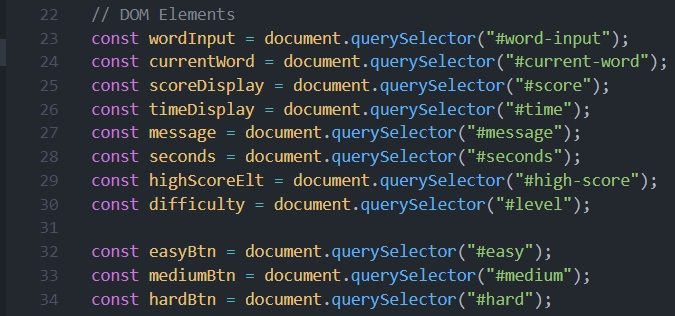 22 // DOM Elements
23 const wordInput = document.querySelector("#word-input");
24 const currentWord = document.querySelector("#current-word");
25 const scoreDisplay = document.querySelector("#score");
26 const timeDisplay = document.querySelector("#time");
27 const message = document.querySelector("#message");
28 const seconds = document.querySelector("#seconds");
29 const highScoreElt = document.querySelector("#high-score");
30 const difficulty = document.querySelector("#level");
31
32 const easyBtn = document.querySelector("#easy");
33 const mediumBtn = document.querySelector("#medium");
34 const hardBtn = document.querySelector("#hard");